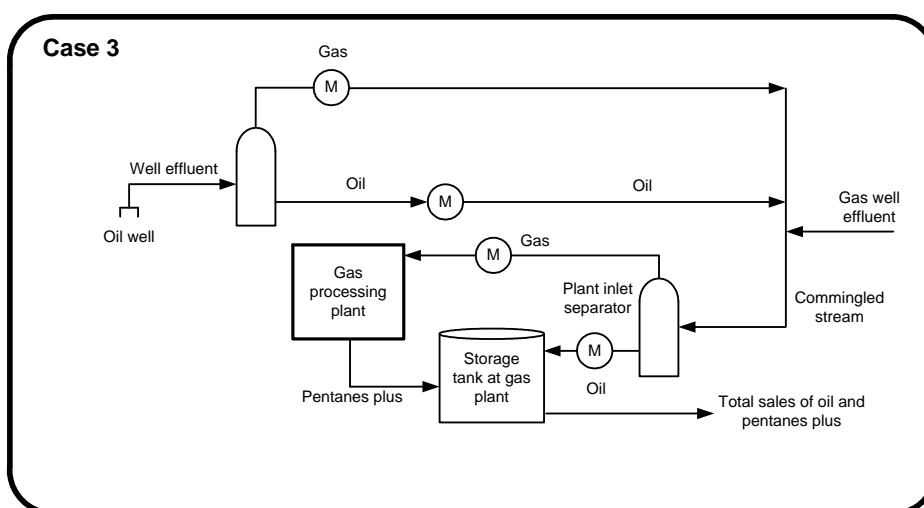 Case 3
Gas
M
Well effluent
Oil
M
Oil
Oil well
Gas well
effluent
M
Gas
Gas
processing
plant
Plant inlet
separator
Commingled
stream
Storage
tank at gas
plant
M
Oil
Pentanes plus
Total sales of oil and
pentanes plus